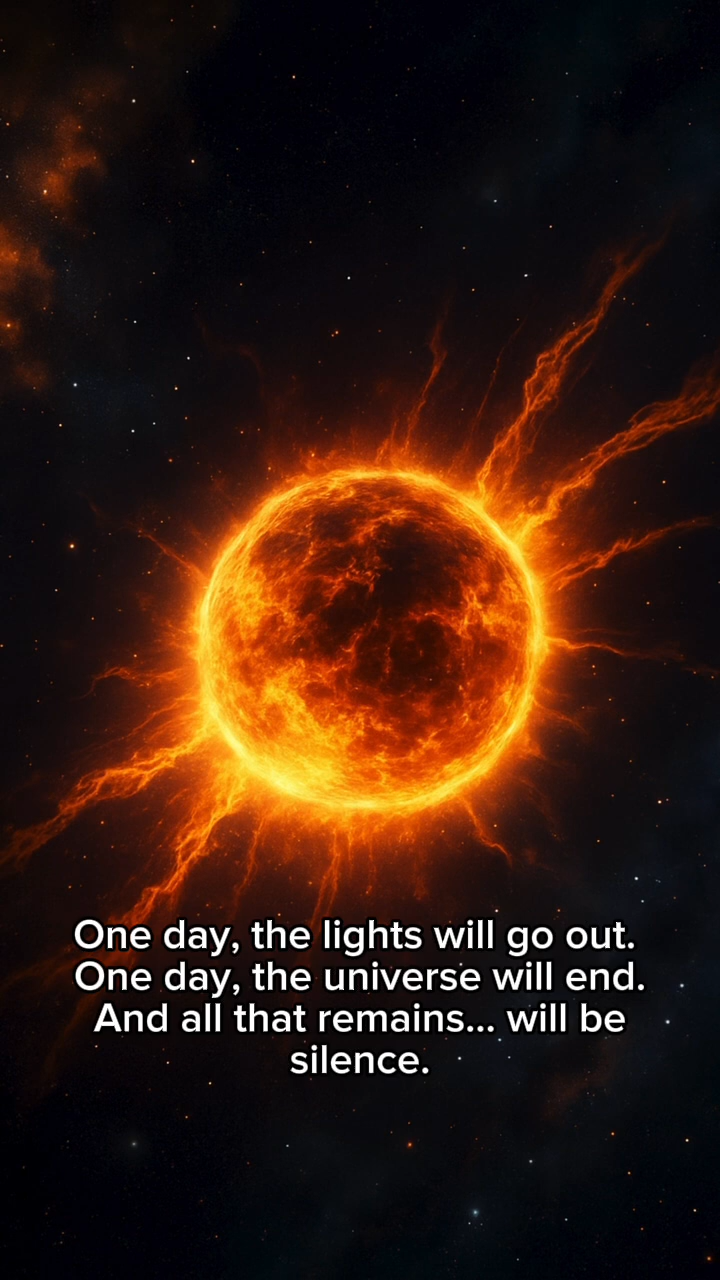 One day, the lights will go out.
One day, the universe will end.
And all that remains... will be
silence.